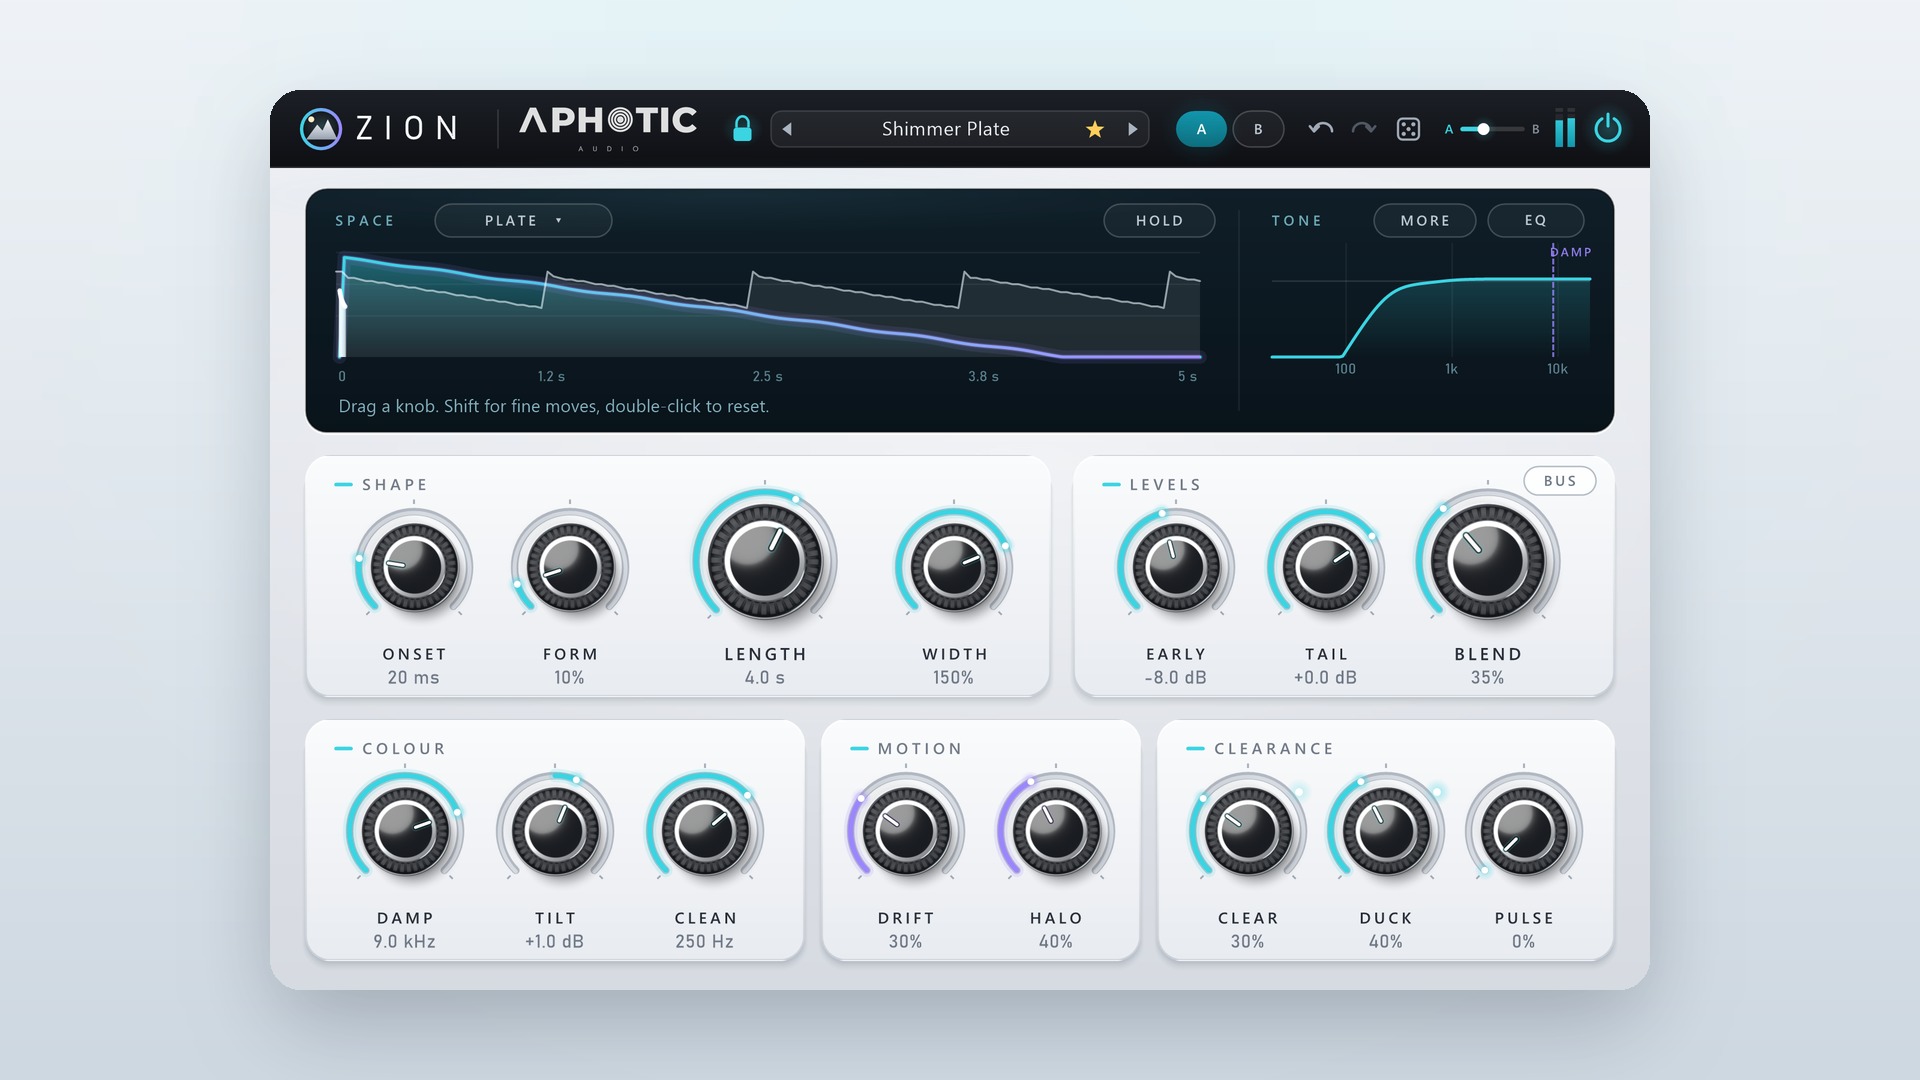 ZION
APHOTIC
AUDIO
Shimmer Plate
A
B
A
B
SPACE
PLATE
HOLD
TONE
MORE
EQ
DAMP
0
1.2 s
2.5 s
3.8 s
5 s
100
1k
10k
Drag a knob. Shift for fine moves, double-click to reset.
SHAPE
ONSET
FORM
LENGTH
WIDTH
20 ms
10%
4.0 s
150%
LEVELS
BUS
EARLY
TAIL
BLEND
-8.0 dB
+0.0 dB
35%
COLOUR
DAMP
TILT
CLEAN
9.0 kHz
+1.0 dB
250 Hz
MOTION
DRIFT
HALO
30%
40%
CLEARANCE
CLEAR
DUCK
PULSE
30%
40%
0%